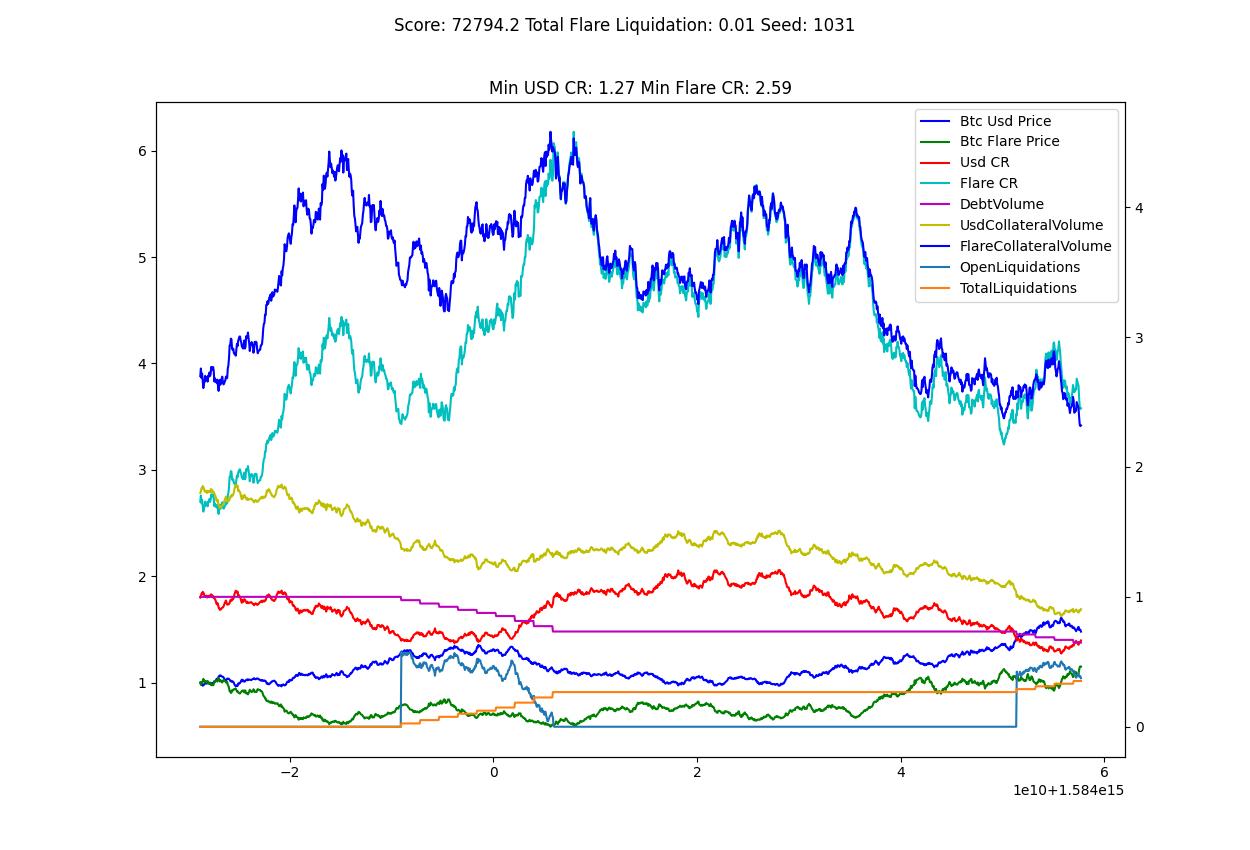 Score: 72794.2 Total Flare Liquidation: 0.01 Seed: 1031
Min USD CR: 1.27 Min Flare CR: 2.59
Btc Usd Price
Btc Flare Price
Usd CR
Flare CR
DebtVolume
UsdCollateralVolume
FlareCollateralVolume
OpenLiquidations
TotalLiquidations
6
5
4
3
2
1
4
3
2
1
0
−2
0
2
4
6
1e10+1.584e15